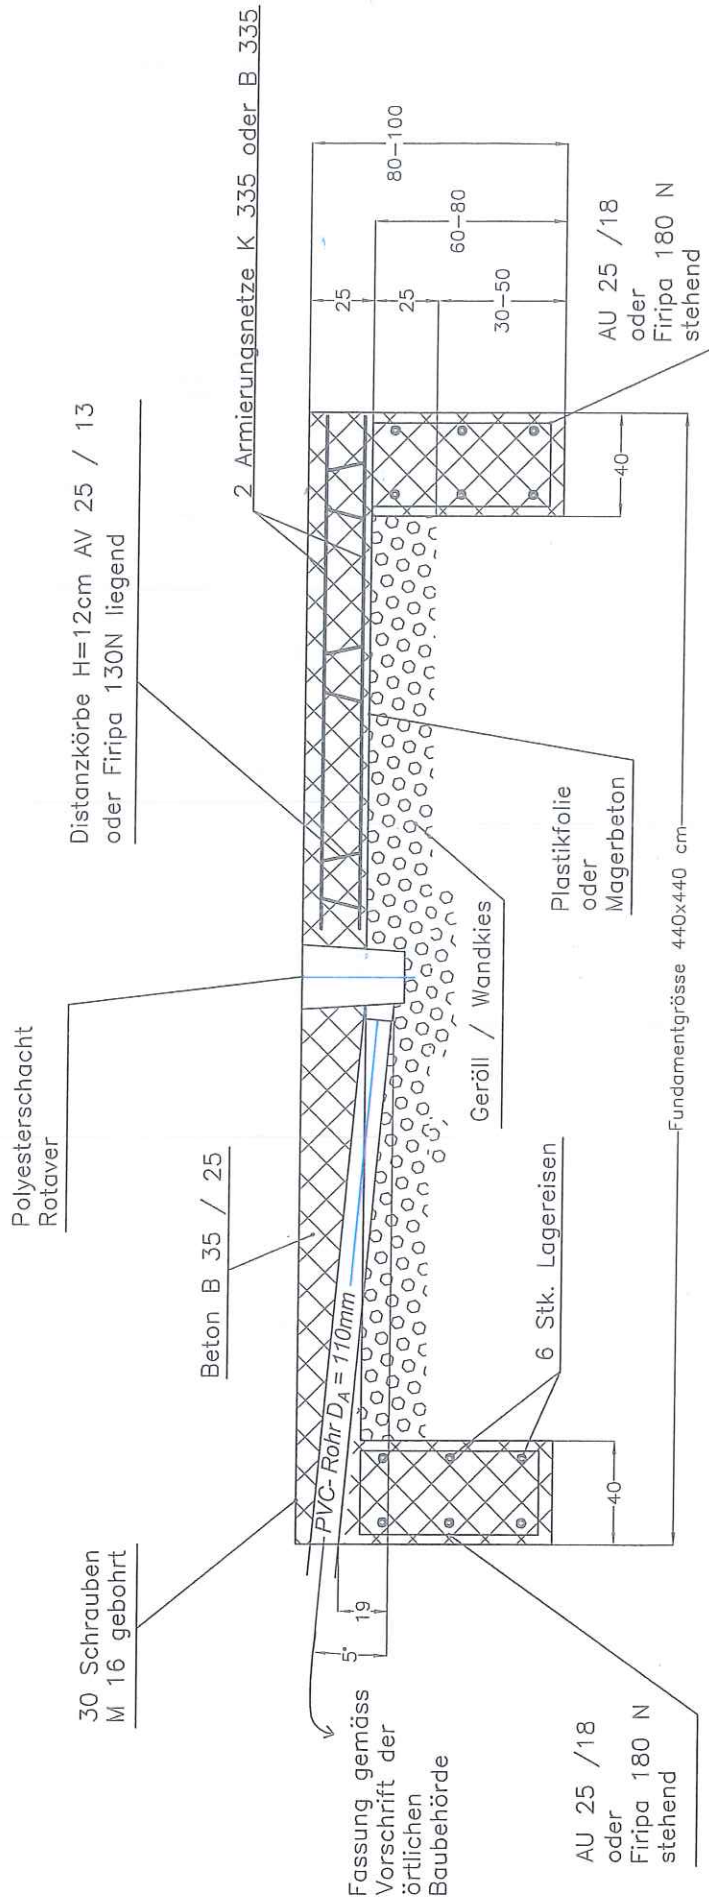 30 Schrauben
M 16 gebohrt
Beton B 35 / 25
Polyesterschacht
Rotaver
Distanzkörbe H=12cm AV 25 / 13
oder Firipa 130N liegend
2 Armierungsnetze K 335 oder B 335
PVC- Rohr DA = 110mm
5°
19
25
25
30-50
60-80
80-100
Fassung gemäss
Vorschrift der
örtlichen
Baubehörde
40
40
6 Stk. Lagereisen
Geröll / Wandkies
Plastikfolie
oder
Magerbeton
AU 25 /18
oder
Firipa 180 N
stehend
AU 25 /18
oder
Firipa 180 N
stehend
Fundamentgrösse 440x440 cm